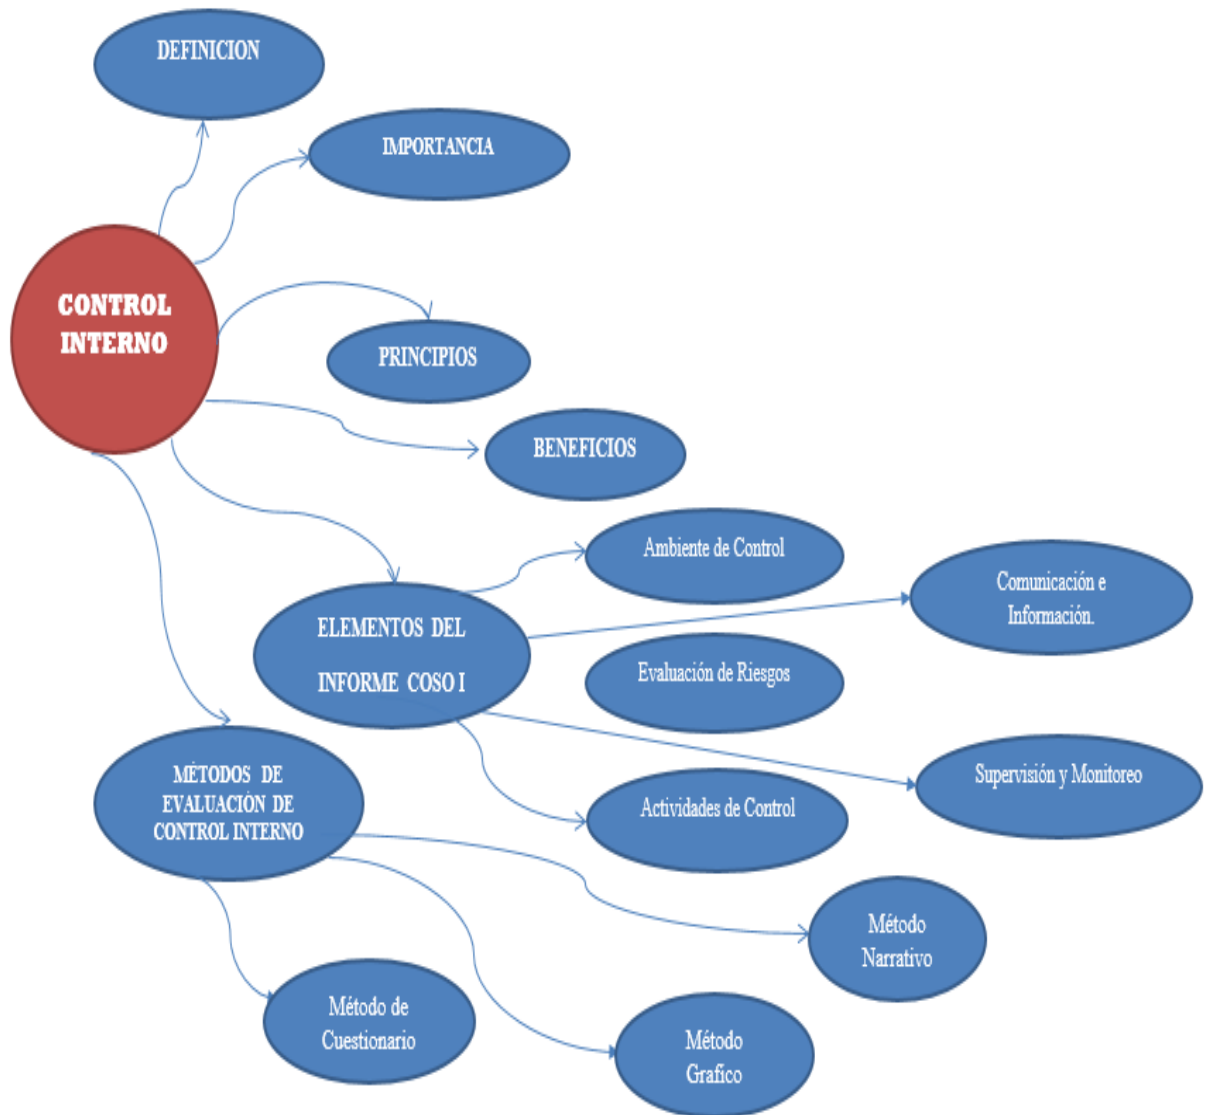 DEFINICION
IMPORTANCIA
CONTROL
INTERNO
PRINCIPIOS
BENEFICIOS
Ambiente de Control
Comunicación e
Información.
ELEMENTOS DEL
INFORME COSO I
Evaluación de Riesgos
Supervisión y Monitoreo
MÉTODOS DE
EVALUACIÓN DE
CONTROL INTERNO
Actividades de Control
Método
Narrativo
Método de
Cuestionario
Método
Grafico